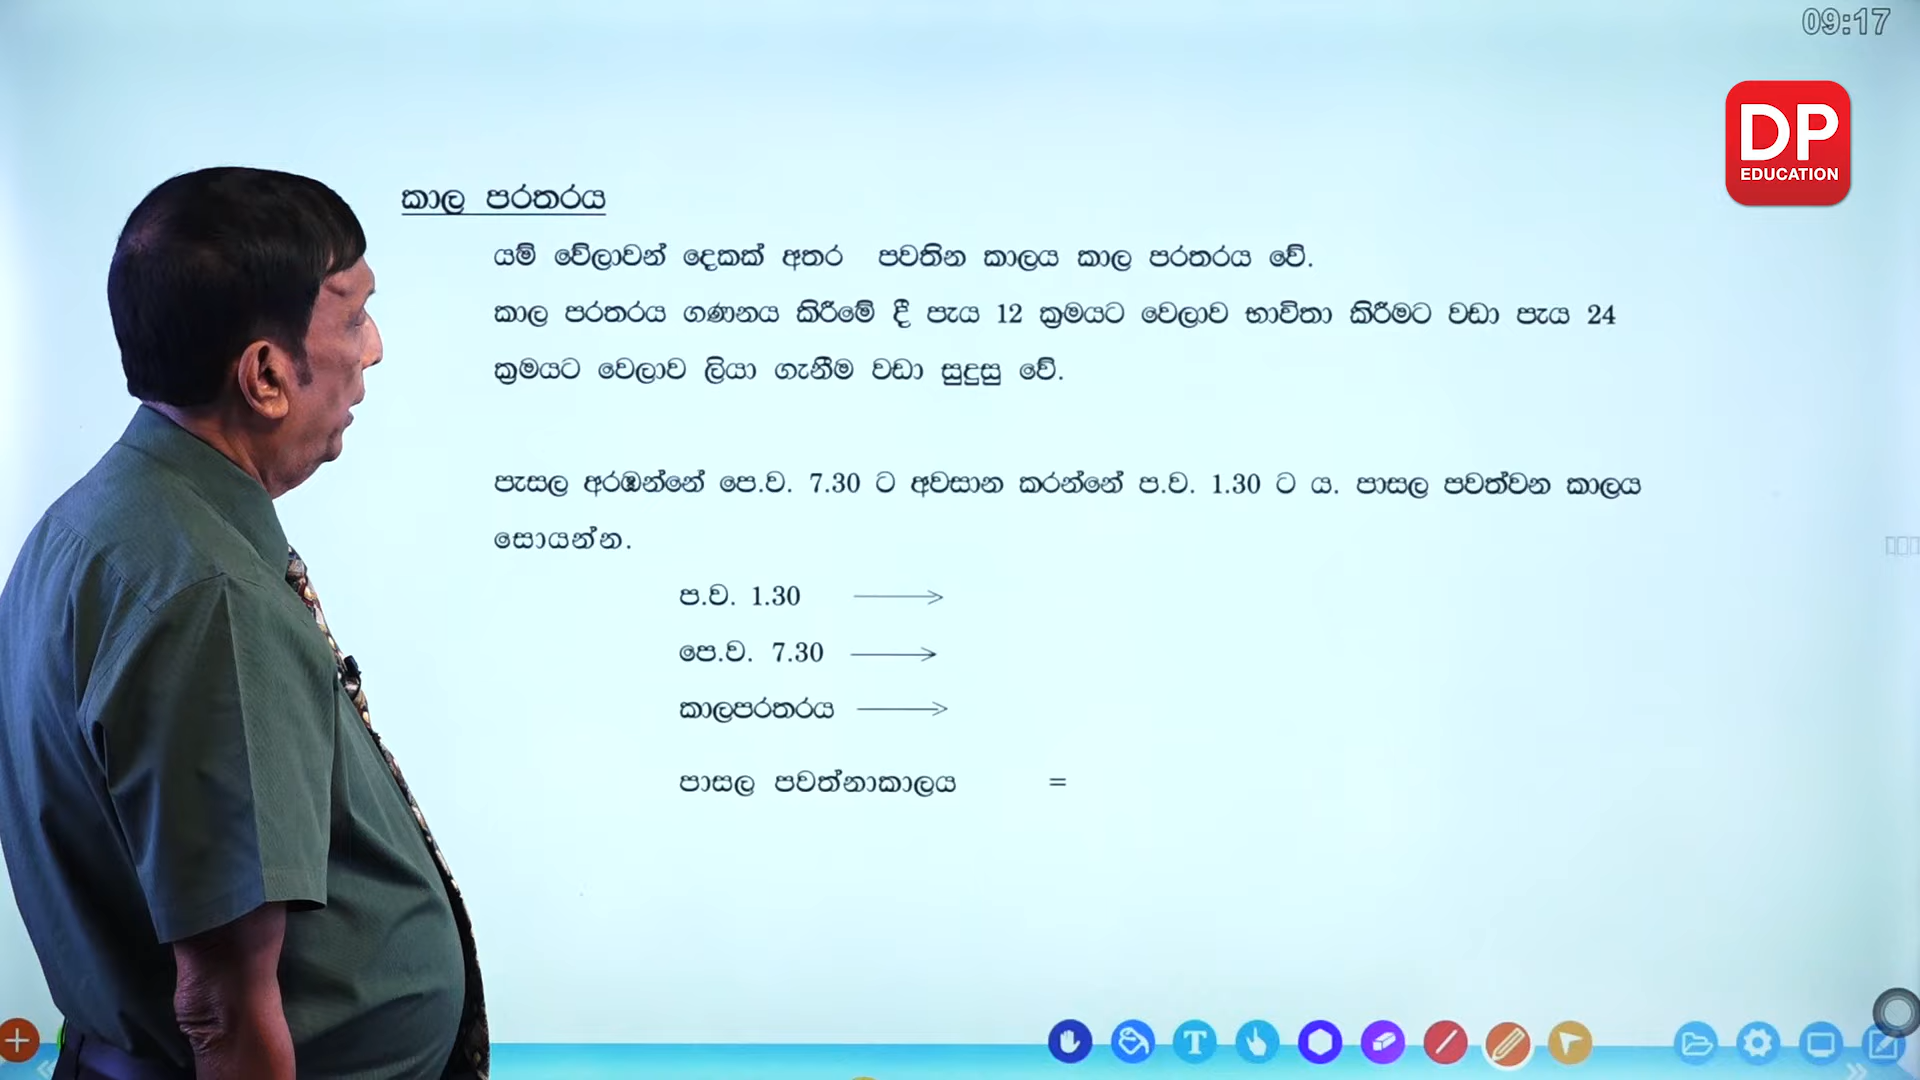 09:17
DP
EDUCATION
කාල පරතරය
යම් වේලාවන් දෙකක් අතර පවතින කාලය කාල පරතරය වේ.
කාල පරතරය ගණනය කිරීමේ දී පැය 12 ක්‍රමයට වෙලාව භාවිතා කිරීමට වඩා පැය 24
ක්‍රමයට වෙලාව ලියා ගැනීම වඩා සුදුසු වේ.
පැසල අරඹන්නේ පෙ.ව. 7.30 ට අවසාන කරන්නේ ප.ව. 1.30 ට ය. පාසල පවත්වන කාලය
සොයන්න.
ප.ව. 1.30
පෙ.ව. 7.30
කාලපරතරය
පාසල පවත්නාකාලය =